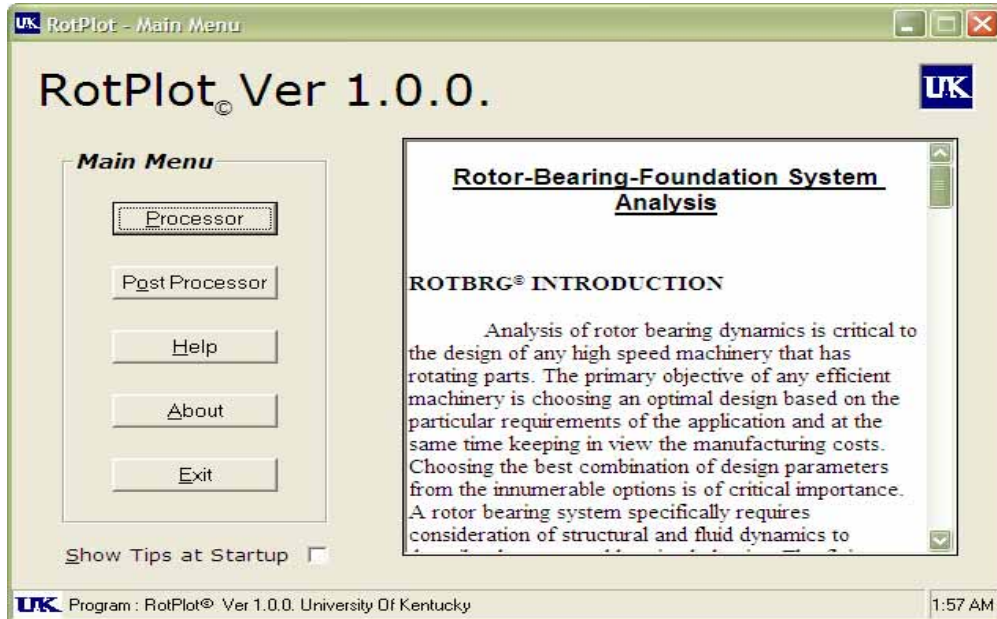 UK RotPlot - Main Menu
RotPlot© Ver 1.0.0.
UK
Main Menu
Processor
Post Processor
Help
About
Exit
Show Tips at Startup
Rotor-Bearing-Foundation System
Analysis
ROTBRG© INTRODUCTION
Analysis of rotor bearing dynamics is critical to
the design of any high speed machinery that has
rotating parts. The primary objective of any efficient
machinery is choosing an optimal design based on the
particular requirements of the application and at the
same time keeping in view the manufacturing costs.
Choosing the best combination of design parameters
from the innumerable options is of critical importance.
A rotor bearing system specifically requires
consideration of structural and fluid dynamics to
UK Program : RotPlot© Ver 1.0.0. University Of Kentucky
1:57 AM